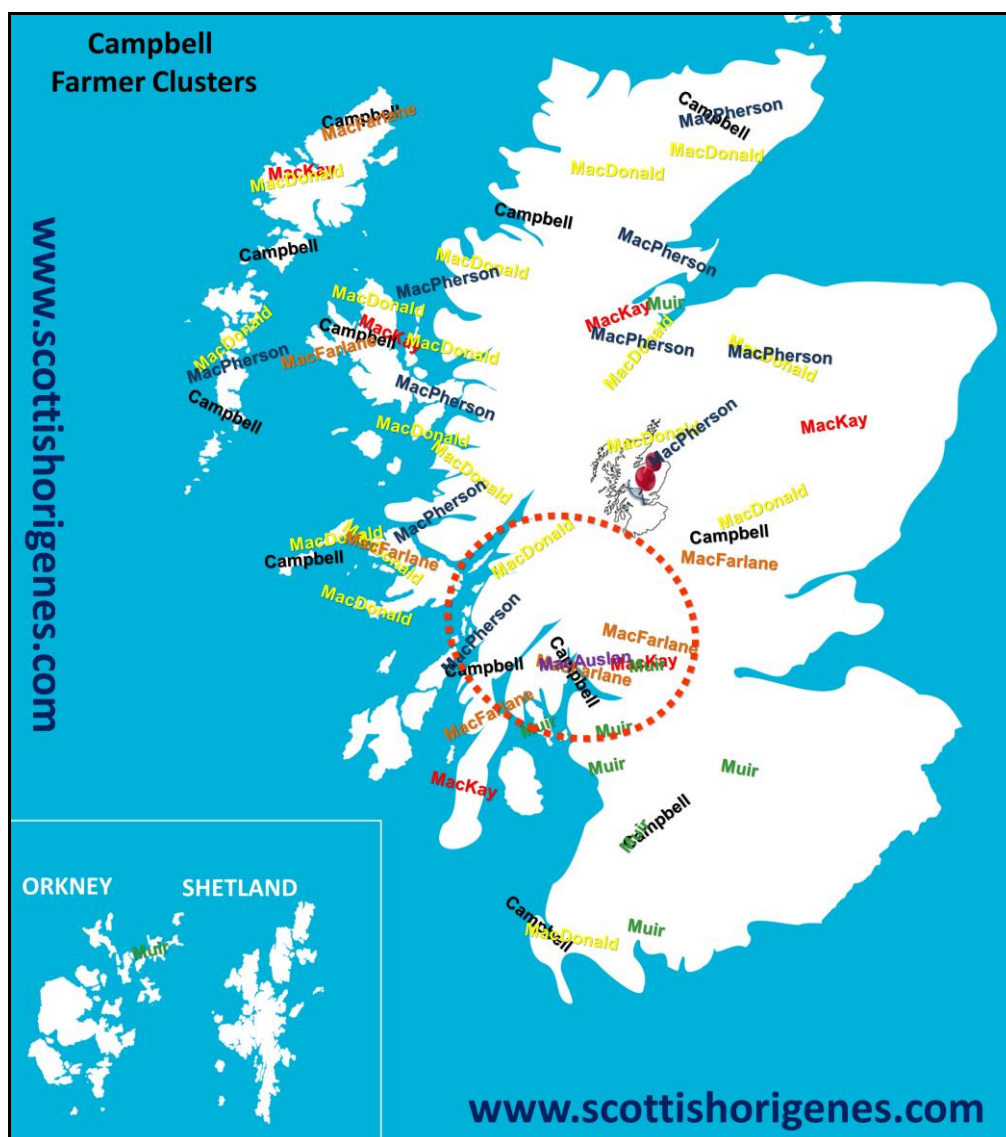 Campbell
Farmer Clusters
Campbell
MacFarlane
Campbell
MacPherson
MacDonald
MacKay
MacDonald
MacDonald
Campbell
Campbell
MacPherson
MacDonald
MacPherson
MacDonald
MacKay
Muir
MacDonald
MacKay
Campbell
MacDonald
MacFarlane
MacPherson
MacDonald
MacPherson
MacDonald
MacPherson
Campbell
MacPherson
MacDonald
MacPherson
MacKay
MacDonald
MacDonald
MacPherson
MacDonald
MacDonald
MacDonald
MacFarlane
Campbell
MacDonald
Campbell
MacFarlane
MacDonald
MacPherson
MacFarlane
Campbell
Campbell
MacAuslan
MacFarlane
MacKay
Muir
MacFarlane
Muir
Muir
MacKay
Muir
Muir
Campbell
Muir
Campbell
MacDonald
Muir
www.scottishorigenes.com
ORKNEY
SHETLAND
Muir
www.scottishorigenes.com